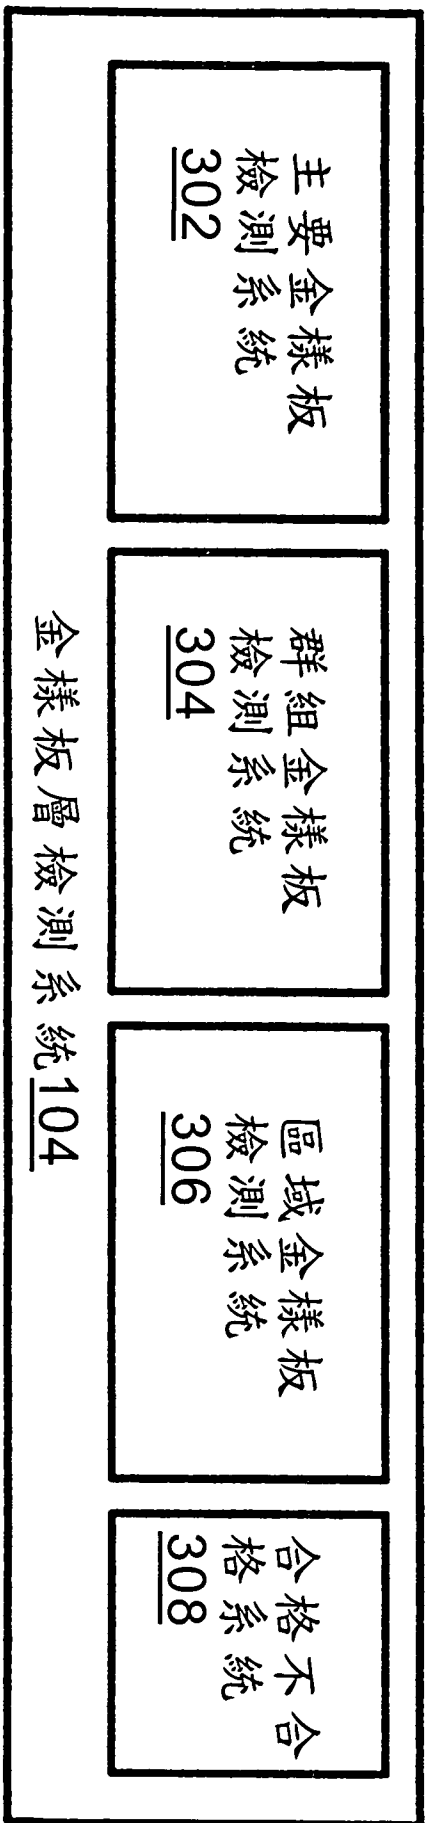 主要金樣板
檢測系統
302
群組金樣板
檢測系統
304
區域金樣板
檢測系統
306
合格不合
格系統
308
金樣板層檢測系統104